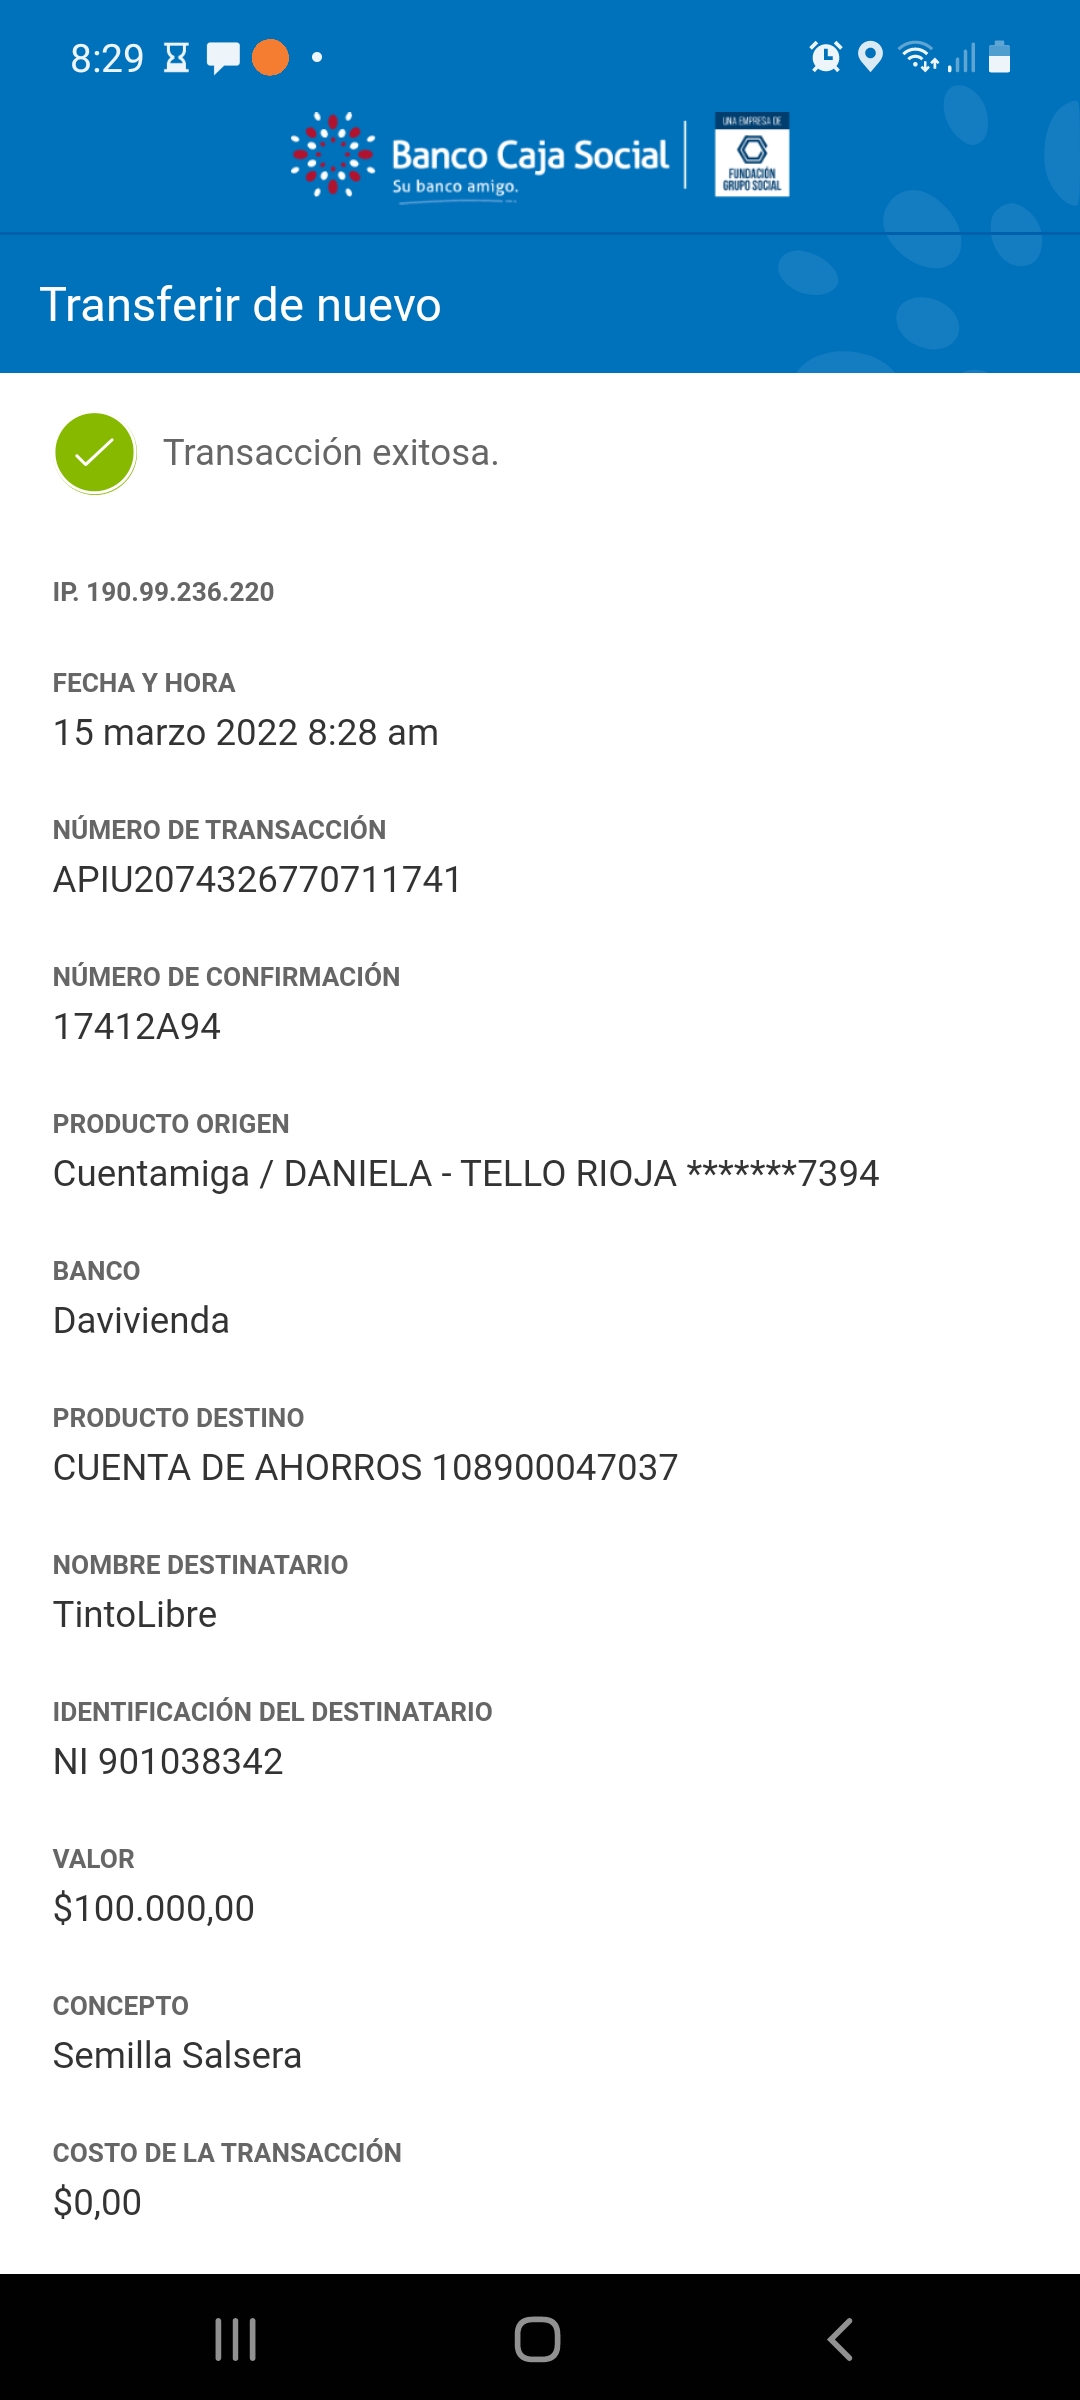 8:29
Banco Caja Social
Su banco amigo.
UNA EMPRESA DE
FUNDACIÓN
GRUPO SOCIAL
Transferir de nuevo
Transacción exitosa.
IP. 190.99.236.220
FECHA Y HORA
15 marzo 2022 8:28 am
NÚMERO DE TRANSACCIÓN
APIU2074326770711741
NÚMERO DE CONFIRMACIÓN
17412A94
PRODUCTO ORIGEN
Cuentamiga / DANIELA - TELLO RIOJA *******7394
BANCO
Davivienda
PRODUCTO DESTINO
CUENTA DE AHORROS 108900047037
NOMBRE DESTINATARIO
TintoLibre
IDENTIFICACIÓN DEL DESTINATARIO
NI 901038342
VALOR
$100.000,00
CONCEPTO
Semilla Salsera
COSTO DE LA TRANSACCIÓN
$0,00